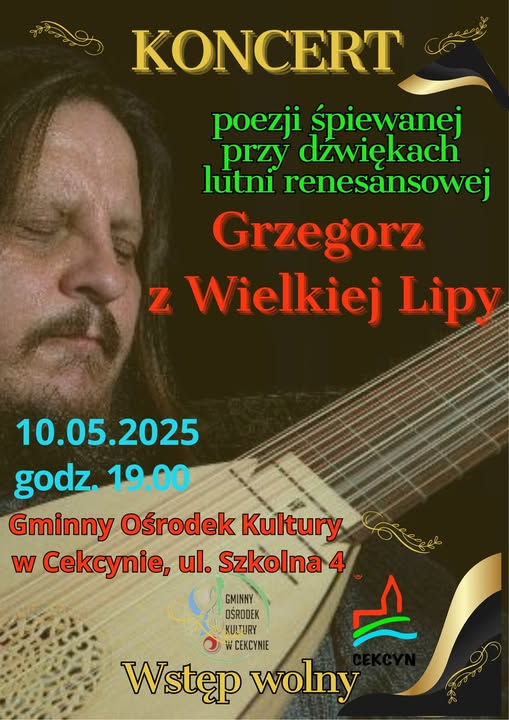 KONCERT
poezji śpiewanej
przy dźwiękach
lutni renesansowej
Grzegorz
z Wielkiej Lipy
10.05.2025
godz. 19.00
Gminny Ośrodek Kultury
w Cekcynie, ul. Szkolna 4
GMINNY
OŚRODEK
KULTURY
W CEKCYNIE
CEKCYN
Wstęp wolny